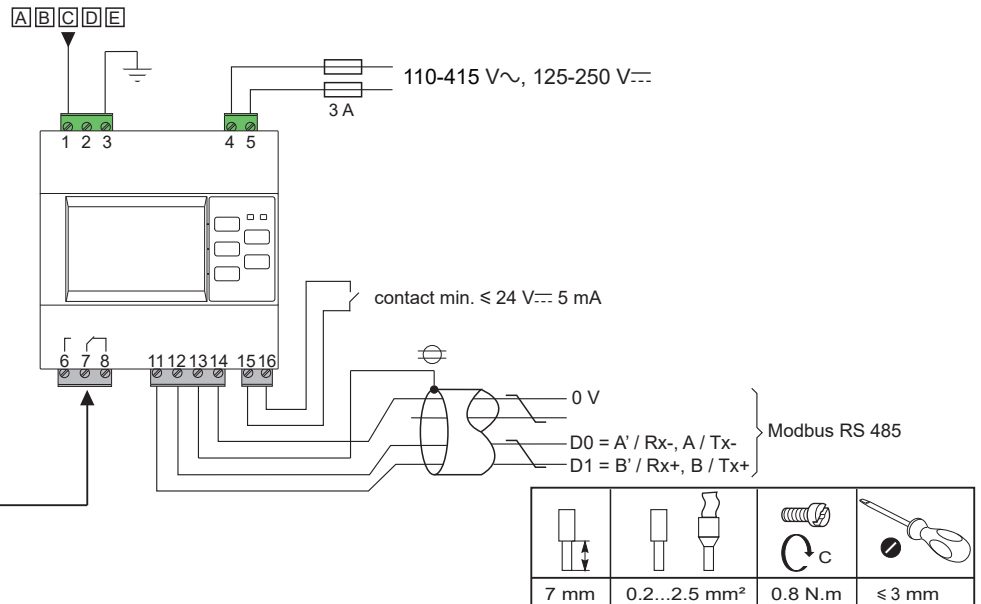 A B C D E
110-415 V~, 125-250 V⎓
3 A
1 2 3
4 5
contact min. ⩽ 24 V⎓ 5 mA
6 7 8
11 12 13 14
15 16
0 V
D0 = A' / Rx-, A / Tx-
D1 = B' / Rx+, B / Tx+
Modbus RS 485
C
7 mm
0.2...2.5 mm²
0.8 N.m
⩽ 3 mm